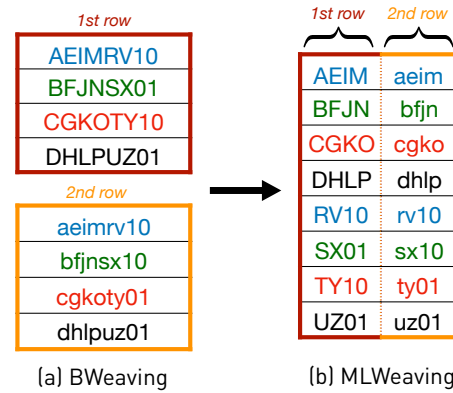 1st row
AEIMRV10
BFJNSX01
CGKOTY10
DHLPUZ01
2nd row
aeimrv10
bfjnsx10
cgkoty01
dhlpuz01
(a) BWeaving
1st row 2nd row
AEIM aeim
BFJN bfjn
CGKO cgko
DHLP dhlp
RV10 rv10
SX01 sx10
TY10 ty01
UZ01 uz01
(b) MLWeaving